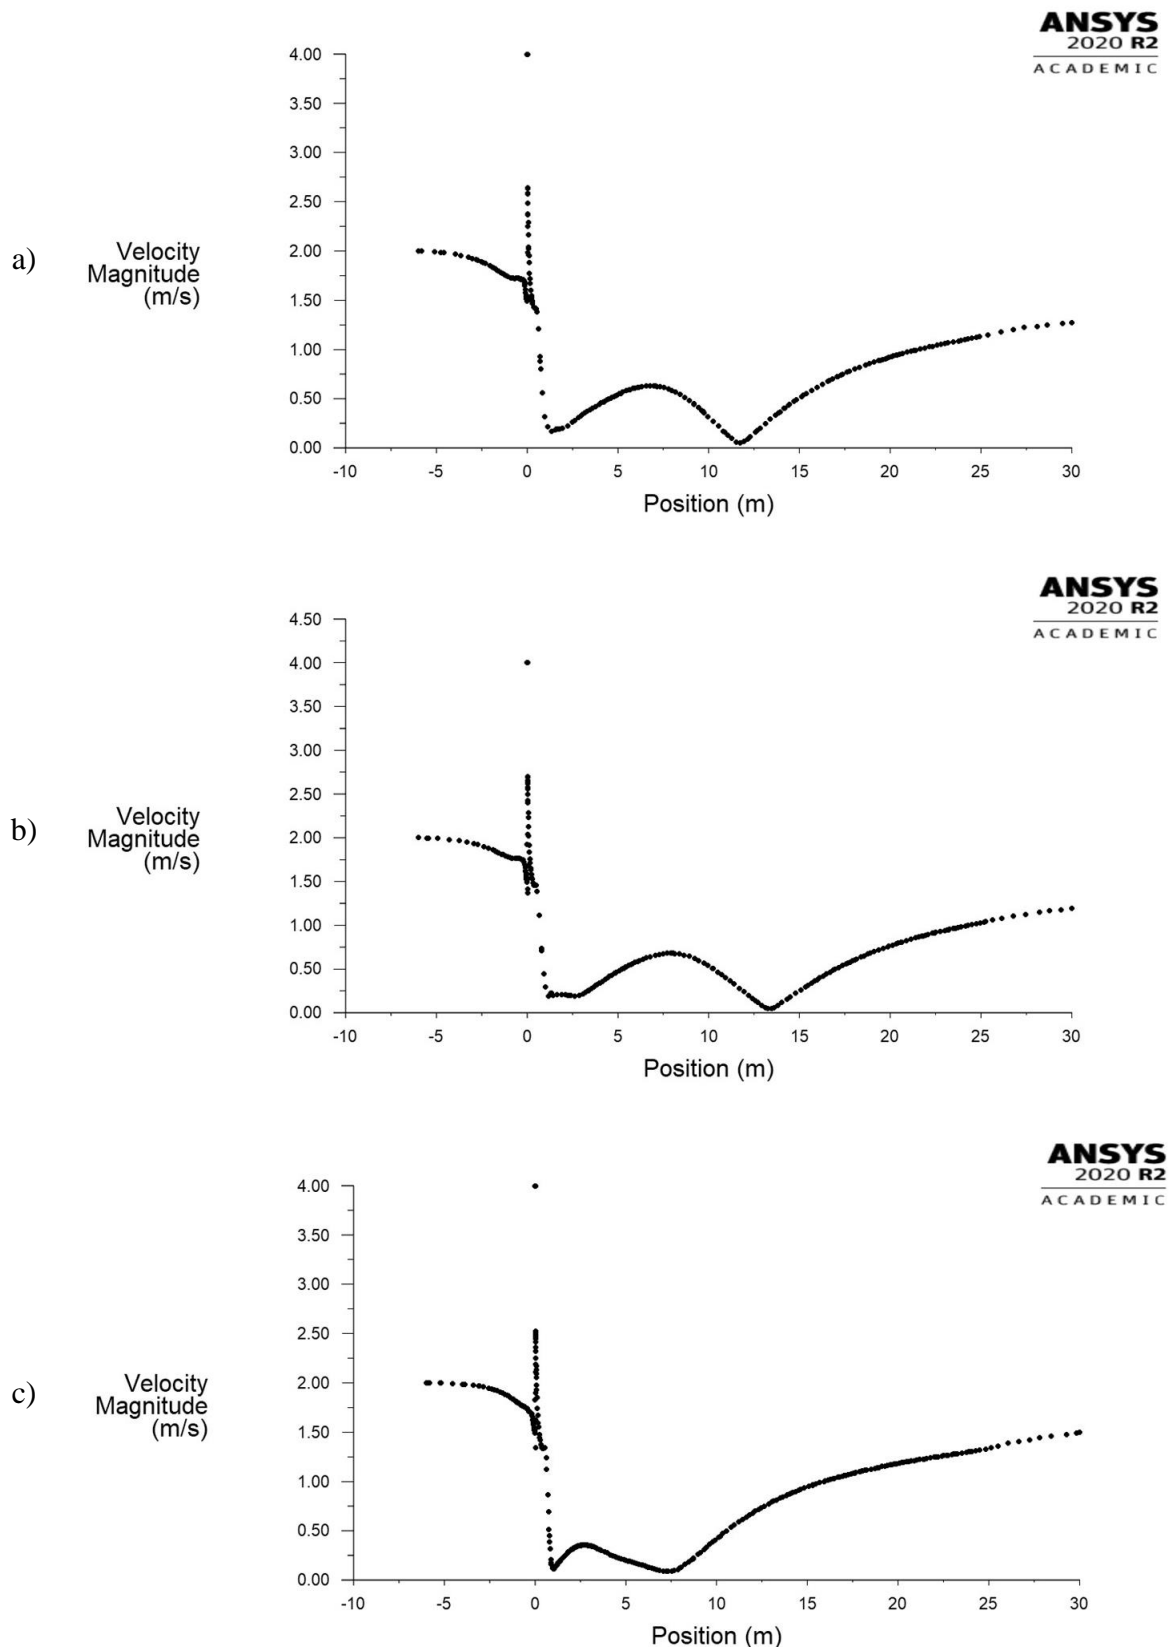 ANSYS
2020 R2
ACADEMIC
4.00
3.50
3.00
2.50
a)
Velocity
Magnitude
(m/s)
2.00
1.50
1.00
0.50
0.00
-10 -5 0 5 10 15 20 25 30
Position (m)
ANSYS
2020 R2
ACADEMIC
4.50
4.00
3.50
3.00
2.50
b)
Velocity
Magnitude
(m/s)
2.00
1.50
1.00
0.50
0.00
-10 -5 0 5 10 15 20 25 30
Position (m)
ANSYS
2020 R2
ACADEMIC
4.00
3.50
3.00
2.50
c)
Velocity
Magnitude
(m/s)
2.00
1.50
1.00
0.50
0.00
-10 -5 0 5 10 15 20 25 30
Position (m)